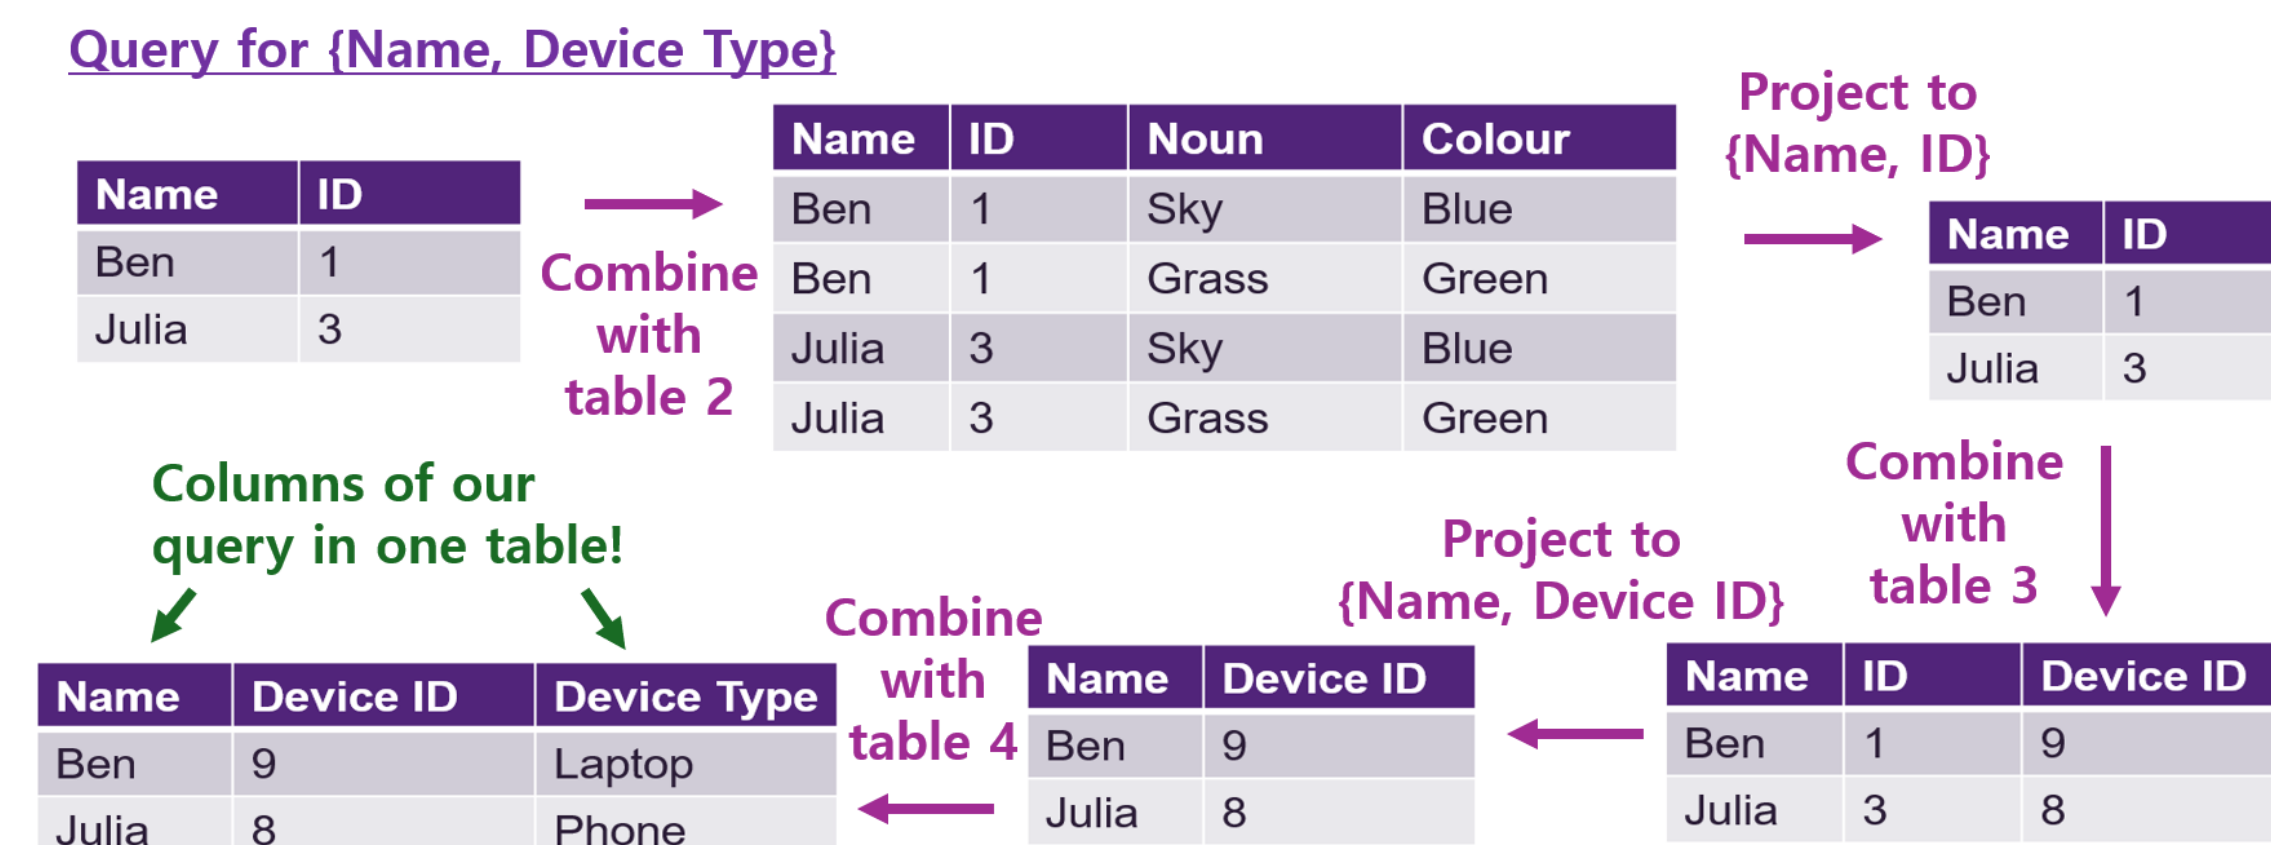 Query for {Name, Device Type}
Name ID
Ben 1
Julia 3
Combine
with
table 2
Name ID Noun Colour
Ben 1 Sky Blue
Ben 1 Grass Green
Julia 3 Sky Blue
Julia 3 Grass Green
Project to
{Name, ID}
Name ID
Ben 1
Julia 3
Combine
with
table 3
Name ID Device ID
Ben 1 9
Julia 3 8
Project to
{Name, Device ID}
Name Device ID
Ben 9
Julia 8
Combine
with
table 4
Columns of our
query in one table!
Name Device ID Device Type
Ben 9 Laptop
Julia 8 Phone